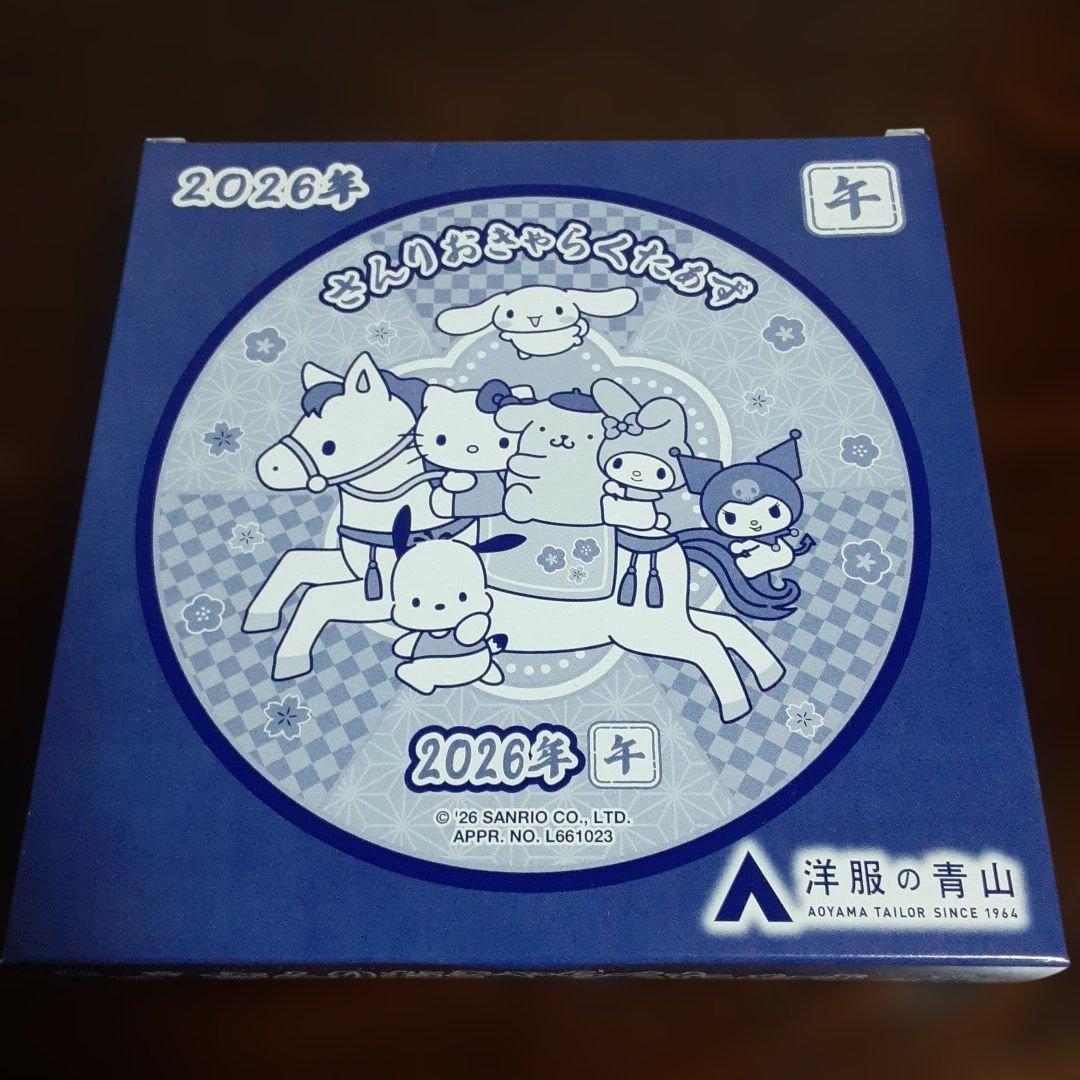 2026年
午
さんりおきゃらくたぁず
2026年 午
© '26 SANRIO CO., LTD.
APPR. NO. L661023
洋服の青山
AOYAMA TAILOR SINCE 1964